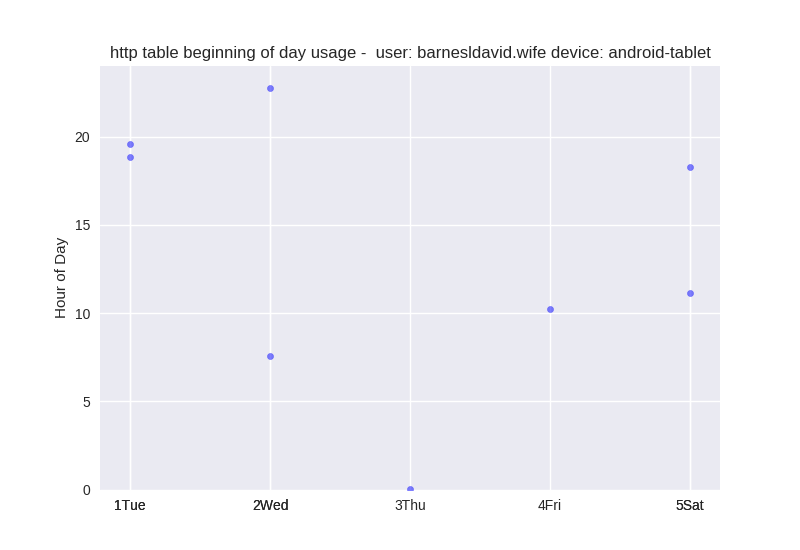 http table beginning of day usage -  user: barnesldavid.wife device: android-tablet
20
15
10
5
0
Hour of Day
1Tue 2Wed 3Thu 4Fri 5Sat